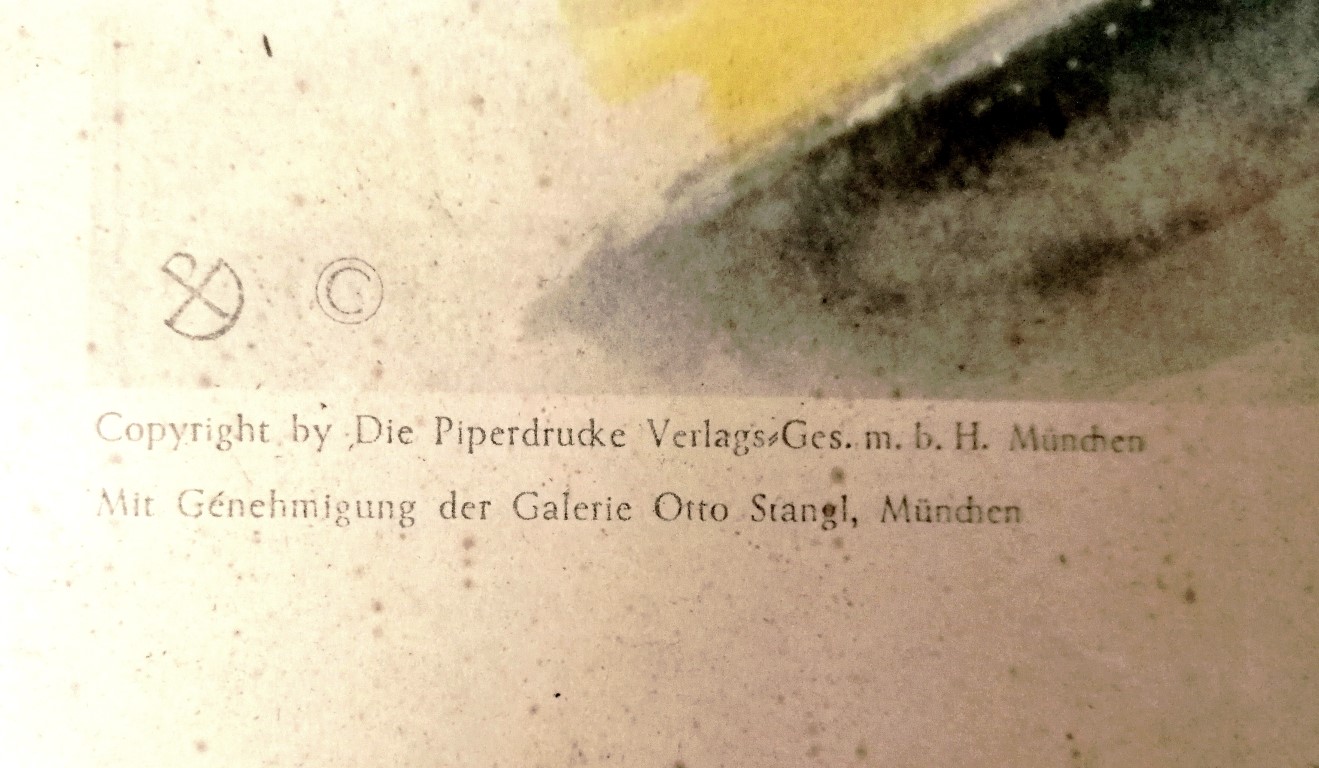 ©
Copyright by Die Piperdrucke Verlags-Ges. m. b. H. München
Mit Genehmigung der Galerie Otto Stangl, München